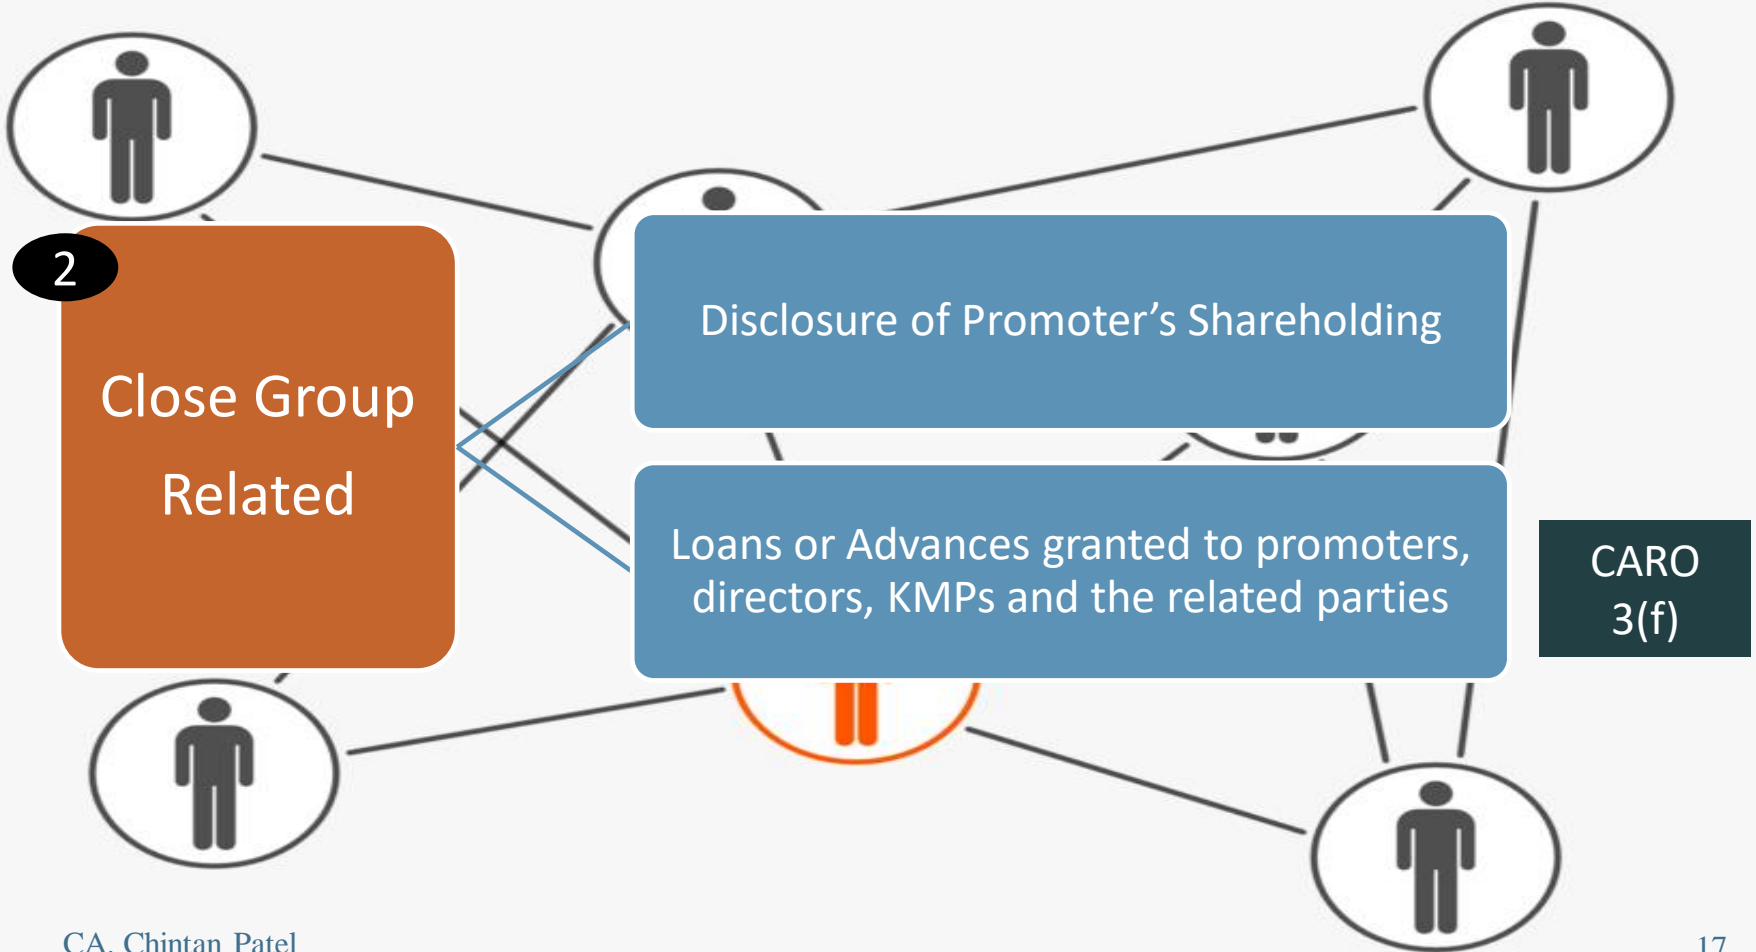 2
Close Group
Related
Disclosure of Promoter’s Shareholding
Loans or Advances granted to promoters,
directors, KMPs and the related parties
CARO
3(f)
CA. Chintan Patel
17